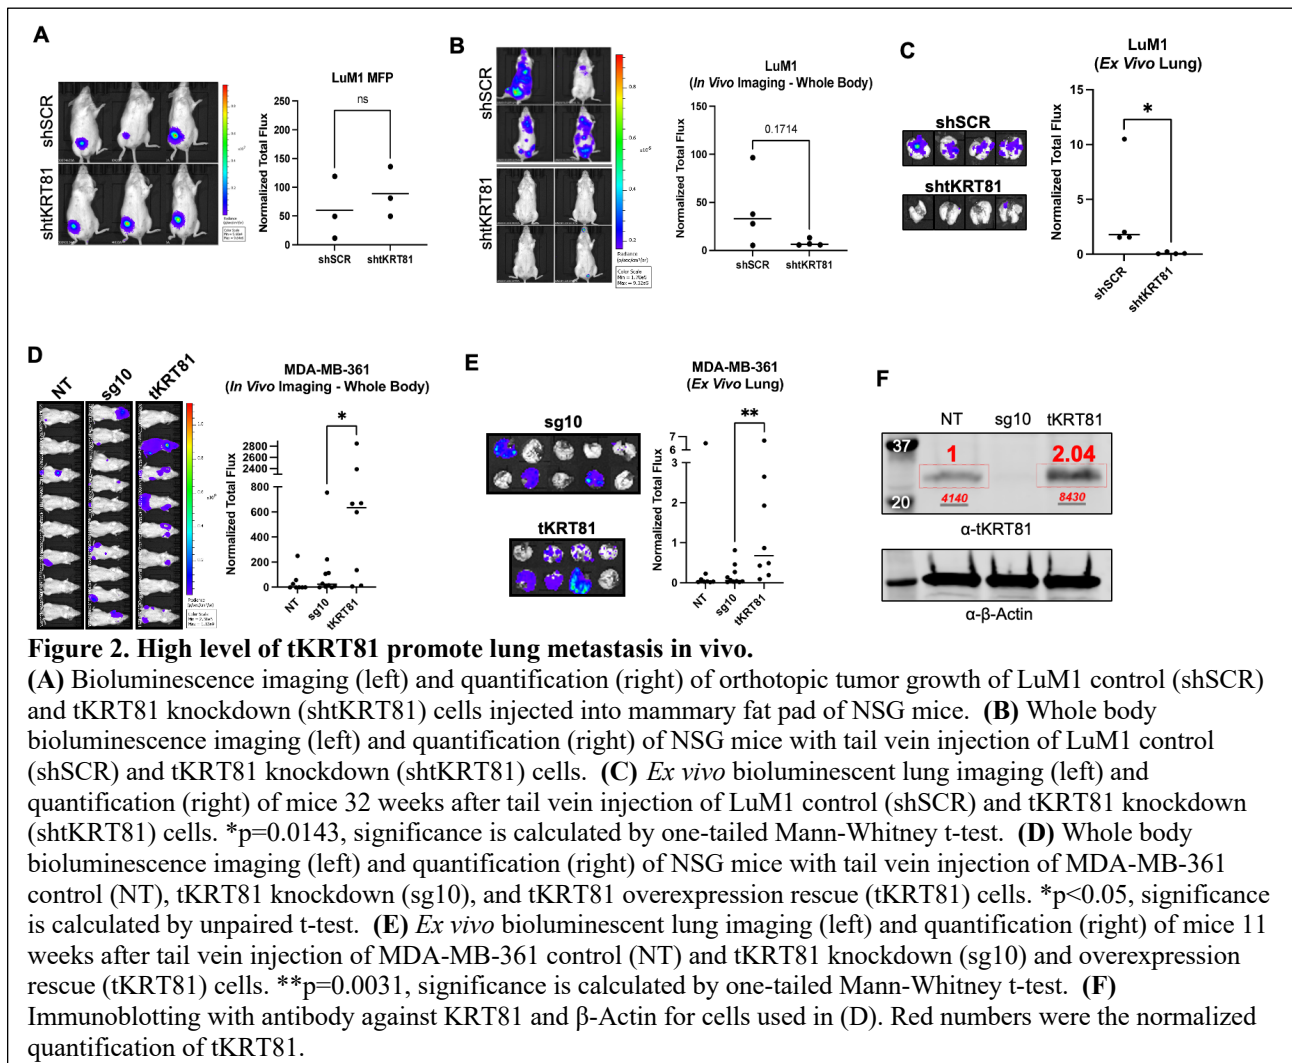 A
shSCR
shtKRT81
Radiance
LuM1 MFP
Normalized Total Flux
250
200
150
100
50
0
ns
shSCR
shtKRT81
B
shSCR
shtKRT81
Radiance
Color Scale
LuM1
(In Vivo Imaging - Whole Body)
Normalized Total Flux
100
75
50
25
0
0.1714
shSCR
shtKRT81
C
shSCR
shtKRT81
LuM1
(Ex Vivo Lung)
Normalized Total Flux
15
10
5
0
*
shSCR
shtKRT81
D
NT
sg10
tKRT81
Radiance
Color Scale
MDA-MB-361
(In Vivo Imaging - Whole Body)
Normalized Total Flux
2800
2400
800
600
400
200
0
*
NT
sg10
tKRT81
E
sg10
tKRT81
MDA-MB-361
(Ex Vivo Lung)
Normalized Total Flux
7
6
3
2
1
0
**
NT
sg10
tKRT81
F
NT sg10 tKRT81
37
20
1
2.04
4140
8430
α-tKRT81
α-β-Actin
Figure 2. High level of tKRT81 promote lung metastasis in vivo.
(A) Bioluminescence imaging (left) and quantification (right) of orthotopic tumor growth of LuM1 control (shSCR)
and tKRT81 knockdown (shtKRT81) cells injected into mammary fat pad of NSG mice. (B) Whole body
bioluminescence imaging (left) and quantification (right) of NSG mice with tail vein injection of LuM1 control
(shSCR) and tKRT81 knockdown (shtKRT81) cells. (C) Ex vivo bioluminescent lung imaging (left) and
quantification (right) of mice 32 weeks after tail vein injection of LuM1 control (shSCR) and tKRT81 knockdown
(shtKRT81) cells. *p=0.0143, significance is calculated by one-tailed Mann-Whitney t-test. (D) Whole body
bioluminescence imaging (left) and quantification (right) of NSG mice with tail vein injection of MDA-MB-361
control (NT), tKRT81 knockdown (sg10), and tKRT81 overexpression rescue (tKRT81) cells. *p<0.05, significance
is calculated by unpaired t-test. (E) Ex vivo bioluminescent lung imaging (left) and quantification (right) of mice 11
weeks after tail vein injection of MDA-MB-361 control (NT) and tKRT81 knockdown (sg10) and overexpression
rescue (tKRT81) cells. **p=0.0031, significance is calculated by one-tailed Mann-Whitney t-test. (F)
Immunoblotting with antibody against KRT81 and β-Actin for cells used in (D). Red numbers were the normalized
quantification of tKRT81.